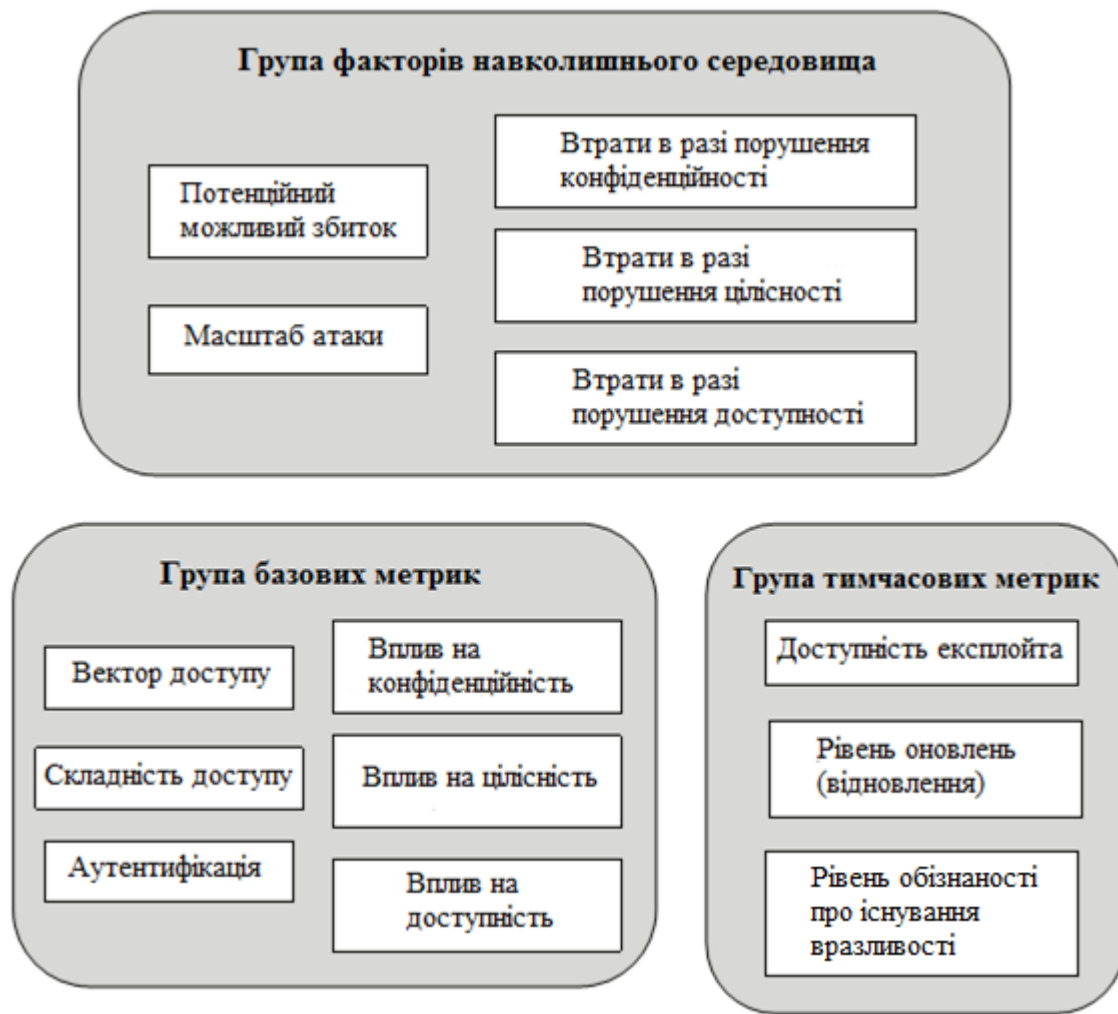 Група факторів навколишнього середовища
Потенційний
можливий збиток
Масштаб атаки
Втрати в разі порушення
конфіденційності
Втрати в разі
порушення цілісності
Втрати в разі
порушення доступності
Група базових метрик
Вектор доступу
Складність доступу
Аутентифікація
Вплив на
конфіденційність
Вплив на цілісність
Вплив на
доступність
Група тимчасових метрик
Доступність експлойта
Рівень оновлень
(відновлення)
Рівень обізнаності
про існування
вразливості